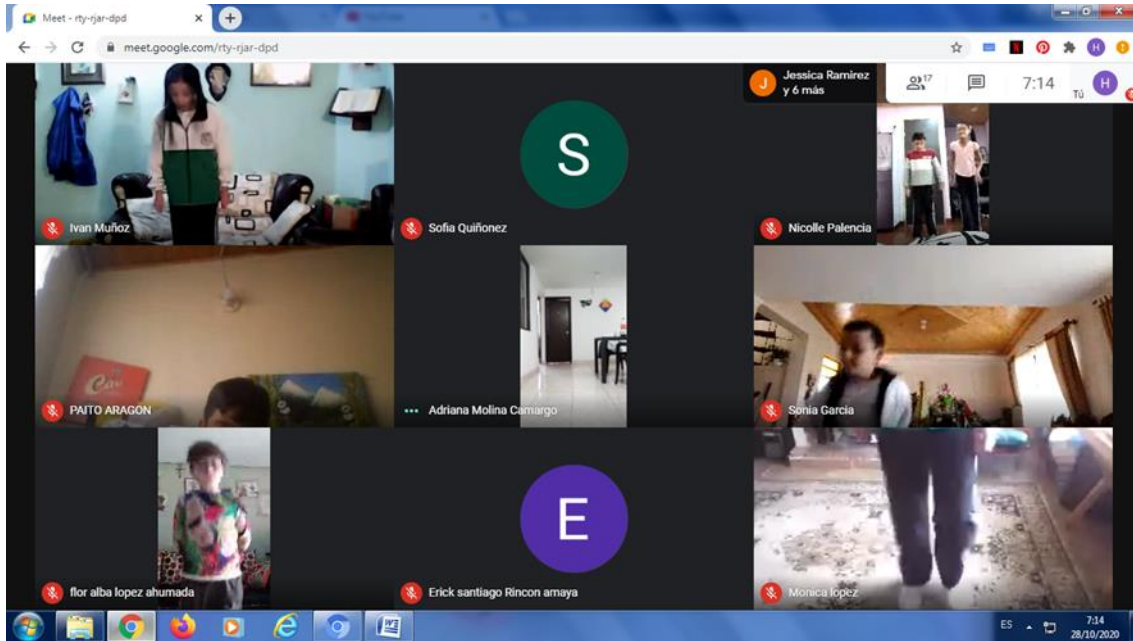 Meet - rty-rjar-dpd
meet.google.com/rty-rjar-dpd
H
J
Jessica Ramirez
y 6 más
17
7:14
Tú
H
S
Ivan Muñoz
Sofia Quiñonez
Nicolle Palencia
PAITO ARAGON
Adriana Molina Camargo
Sonia Garcia
E
flor alba lopez ahumada
Erick santiago Rincon amaya
Monica lopez
ES
7:14
28/10/2020